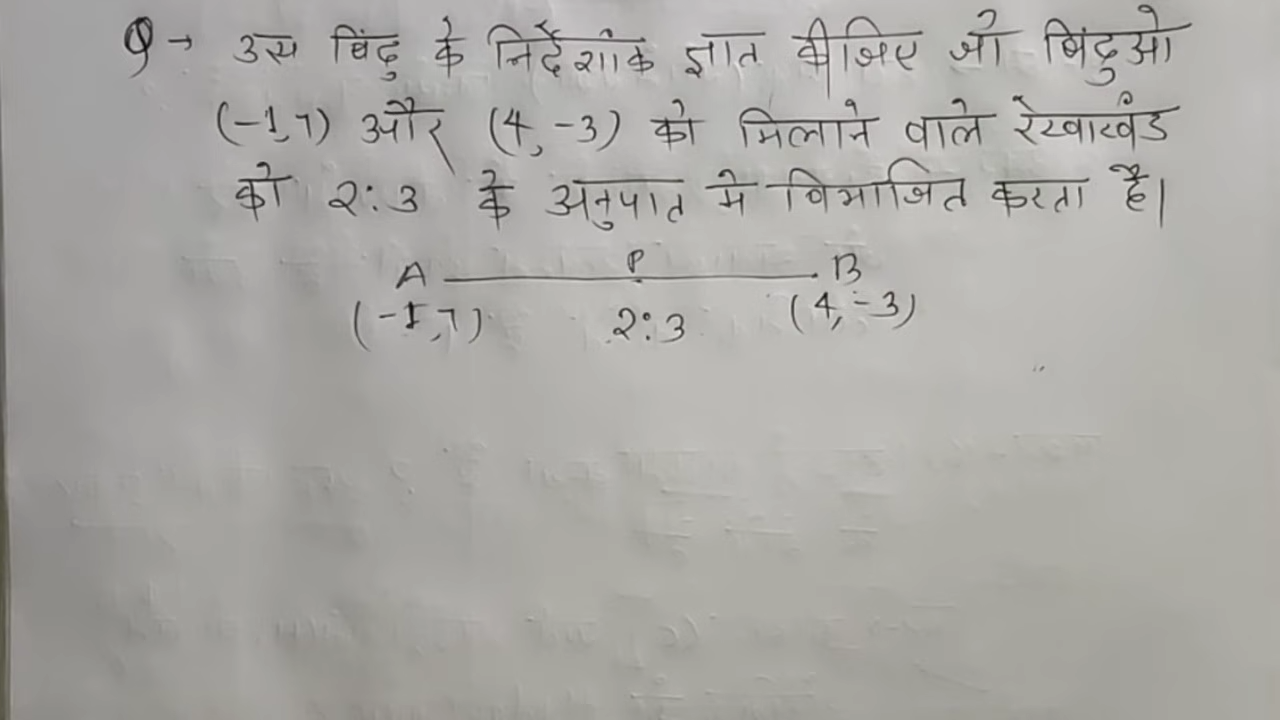 Q → उस बिंदु के निर्देशांक ज्ञात कीजिए जो बिंदुओ
(-1,7) और (4, -3) को मिलाने वाले रेखाखंड
को 2:3 के अनुपात मे विभाजित करता है।
A P B
(-1,7) 2:3 (4, -3)